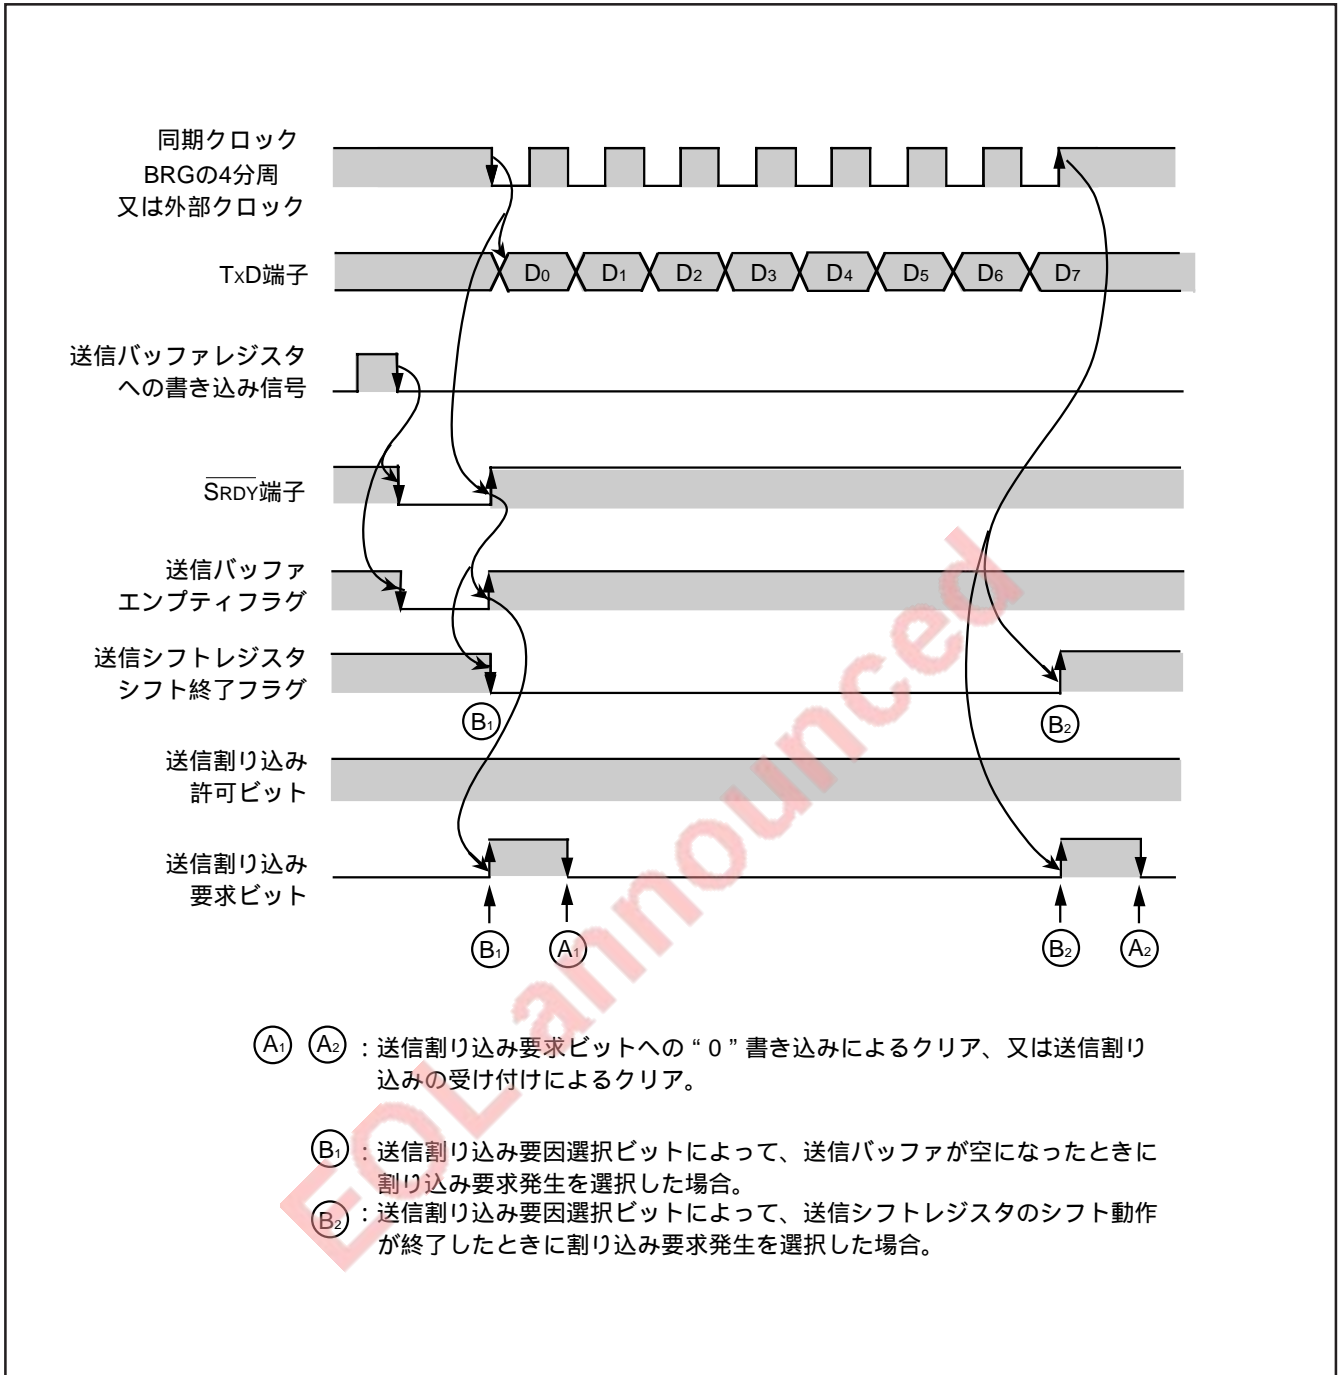 同期クロック
BRGの4分周
又は外部クロック
TxD端子
D0 D1 D2 D3 D4 D5 D6 D7
送信バッファレジスタ
への書き込み信号
SRDY端子
送信バッファ
エンプティフラグ
送信シフトレジスタ
シフト終了フラグ
B1 B2
送信割り込み
許可ビット
送信割り込み
要求ビット
B1 A1 B2 A2
A1 A2 : 送信割り込み要求ビットへの“0”書き込みによるクリア、又は送信割り
込みの受け付けによるクリア。
B1 : 送信割り込み要因選択ビットによって、送信バッファが空になったときに
割り込み要求発生を選択した場合。
B2 : 送信割り込み要因選択ビットによって、送信シフトレジスタのシフト動作
が終了したときに割り込み要求発生を選択した場合。
EOL announced